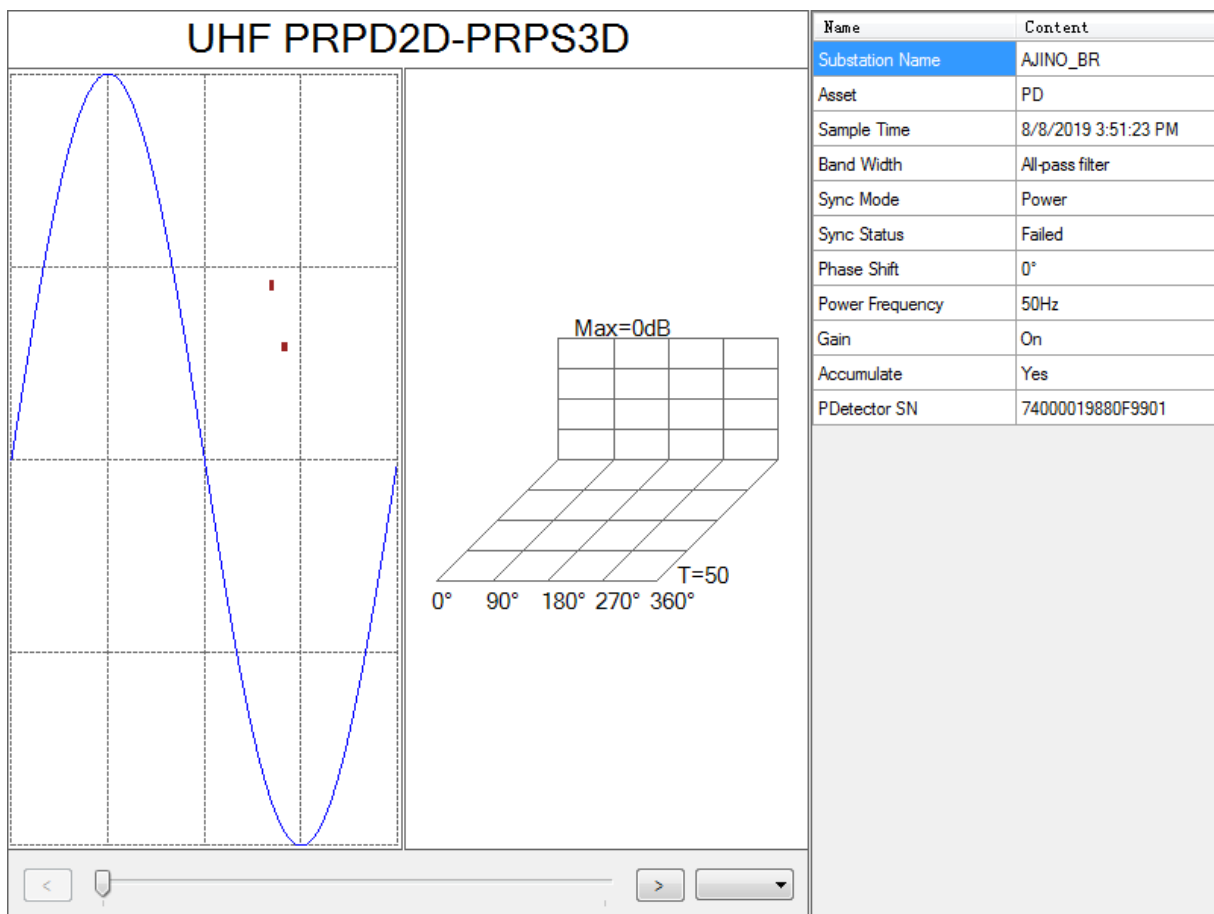 UHF PRPD2D-PRPS3D
Max=0dB
T=50
0° 90° 180° 270° 360°
< >
Name Content
Substation Name AJINO_BR
Asset PD
Sample Time 8/8/2019 3:51:23 PM
Band Width All-pass filter
Sync Mode Power
Sync Status Failed
Phase Shift 0°
Power Frequency 50Hz
Gain On
Accumulate Yes
PDetector SN 74000019880F9901